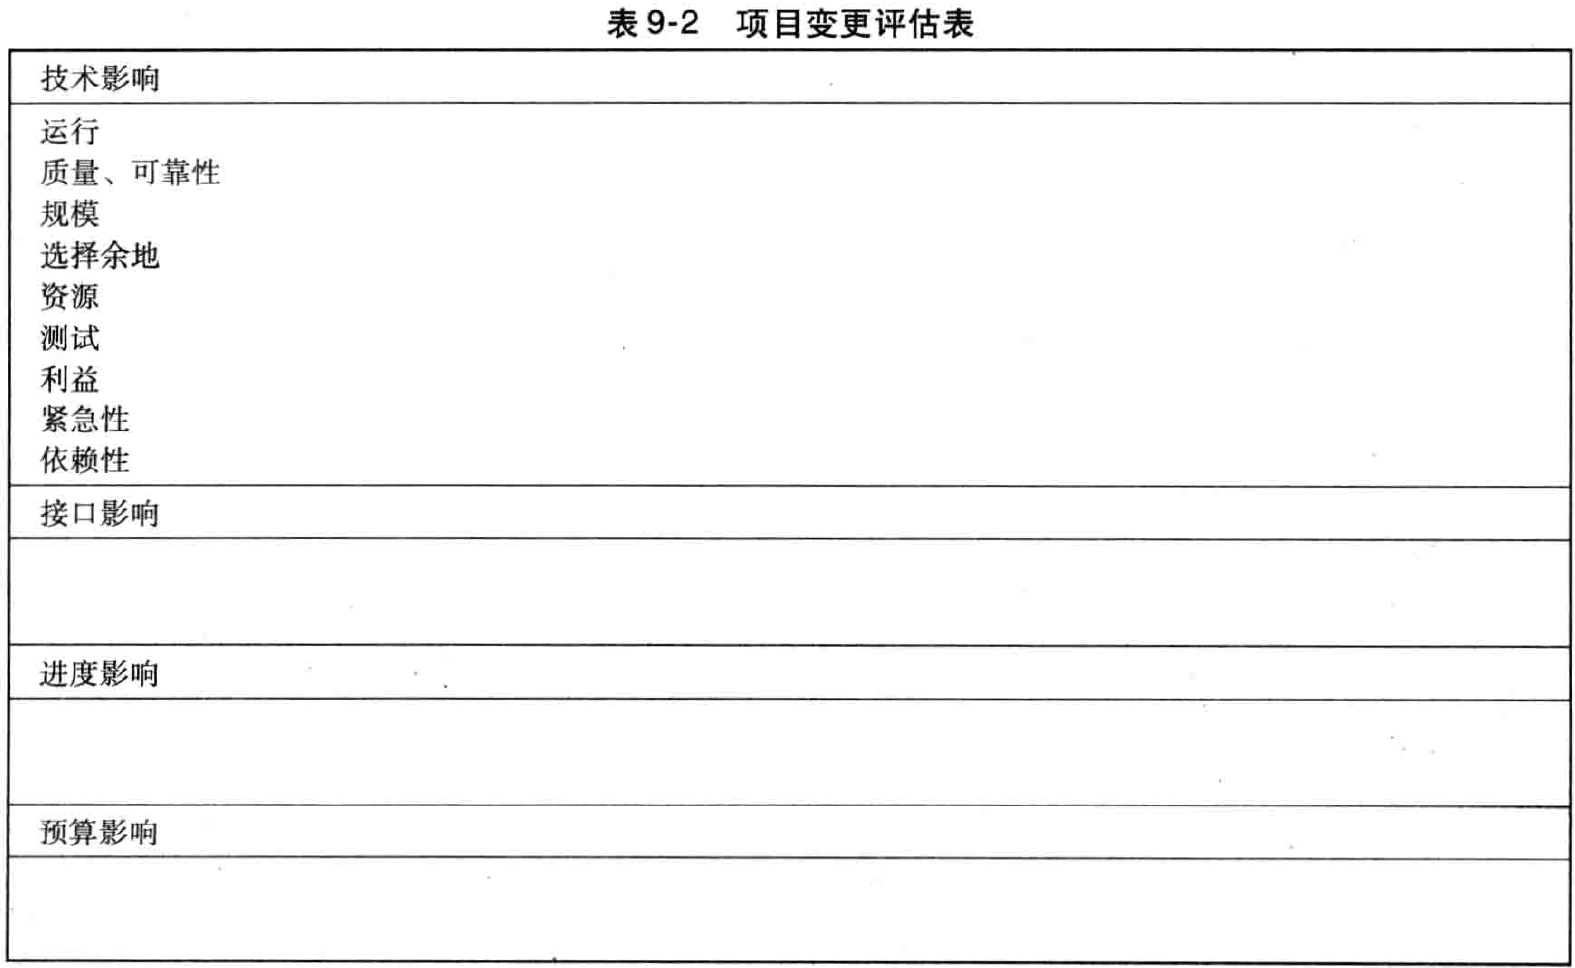 表9-2 项目变更评估表
技术影响
运行
质量、可靠性
规模
选择余地
资源
测试
利益
紧急性
依赖性
接口影响
进度影响
预算影响